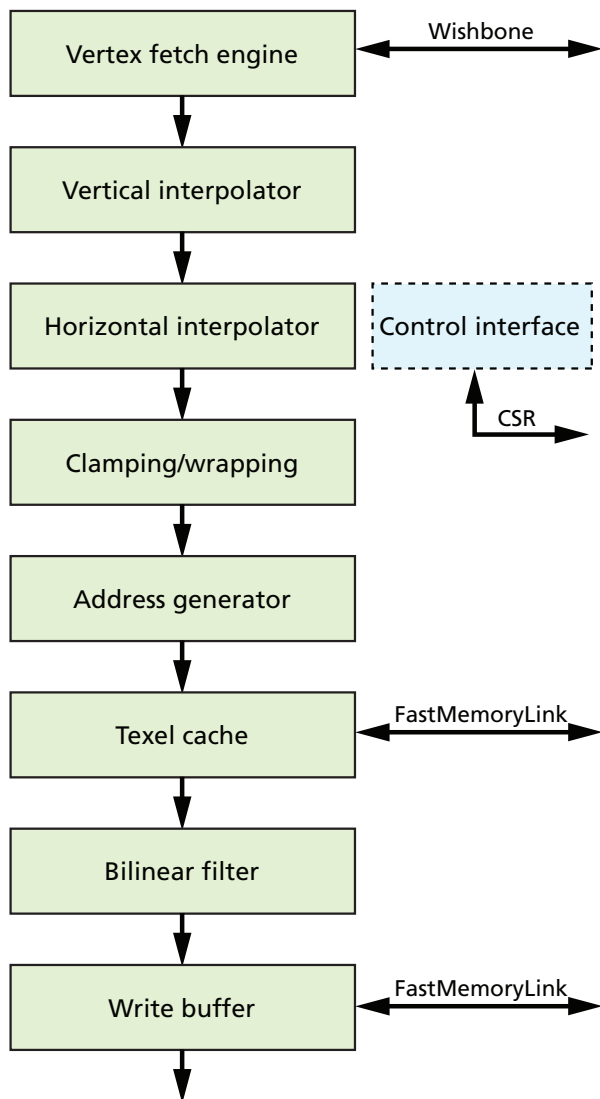 Vertex fetch engine
Wishbone
Vertical interpolator
Horizontal interpolator
Control interface
CSR
Clamping/wrapping
Address generator
Texel cache
FastMemoryLink
Bilinear filter
Write buffer
FastMemoryLink